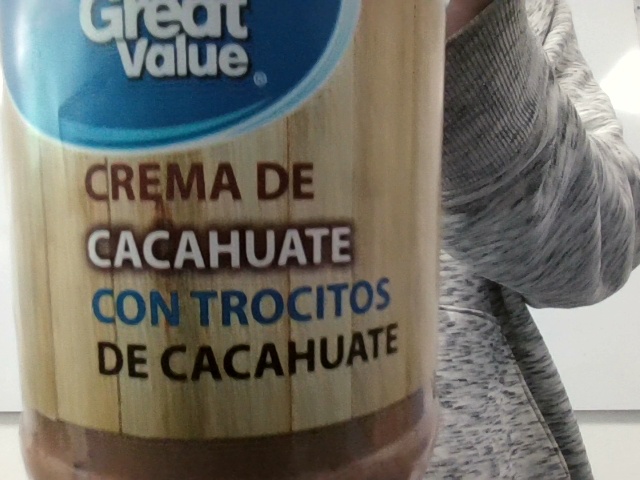 Great
Value®
CREMA DE
CACAHUATE
CON TROCITOS
DE CACAHUATE